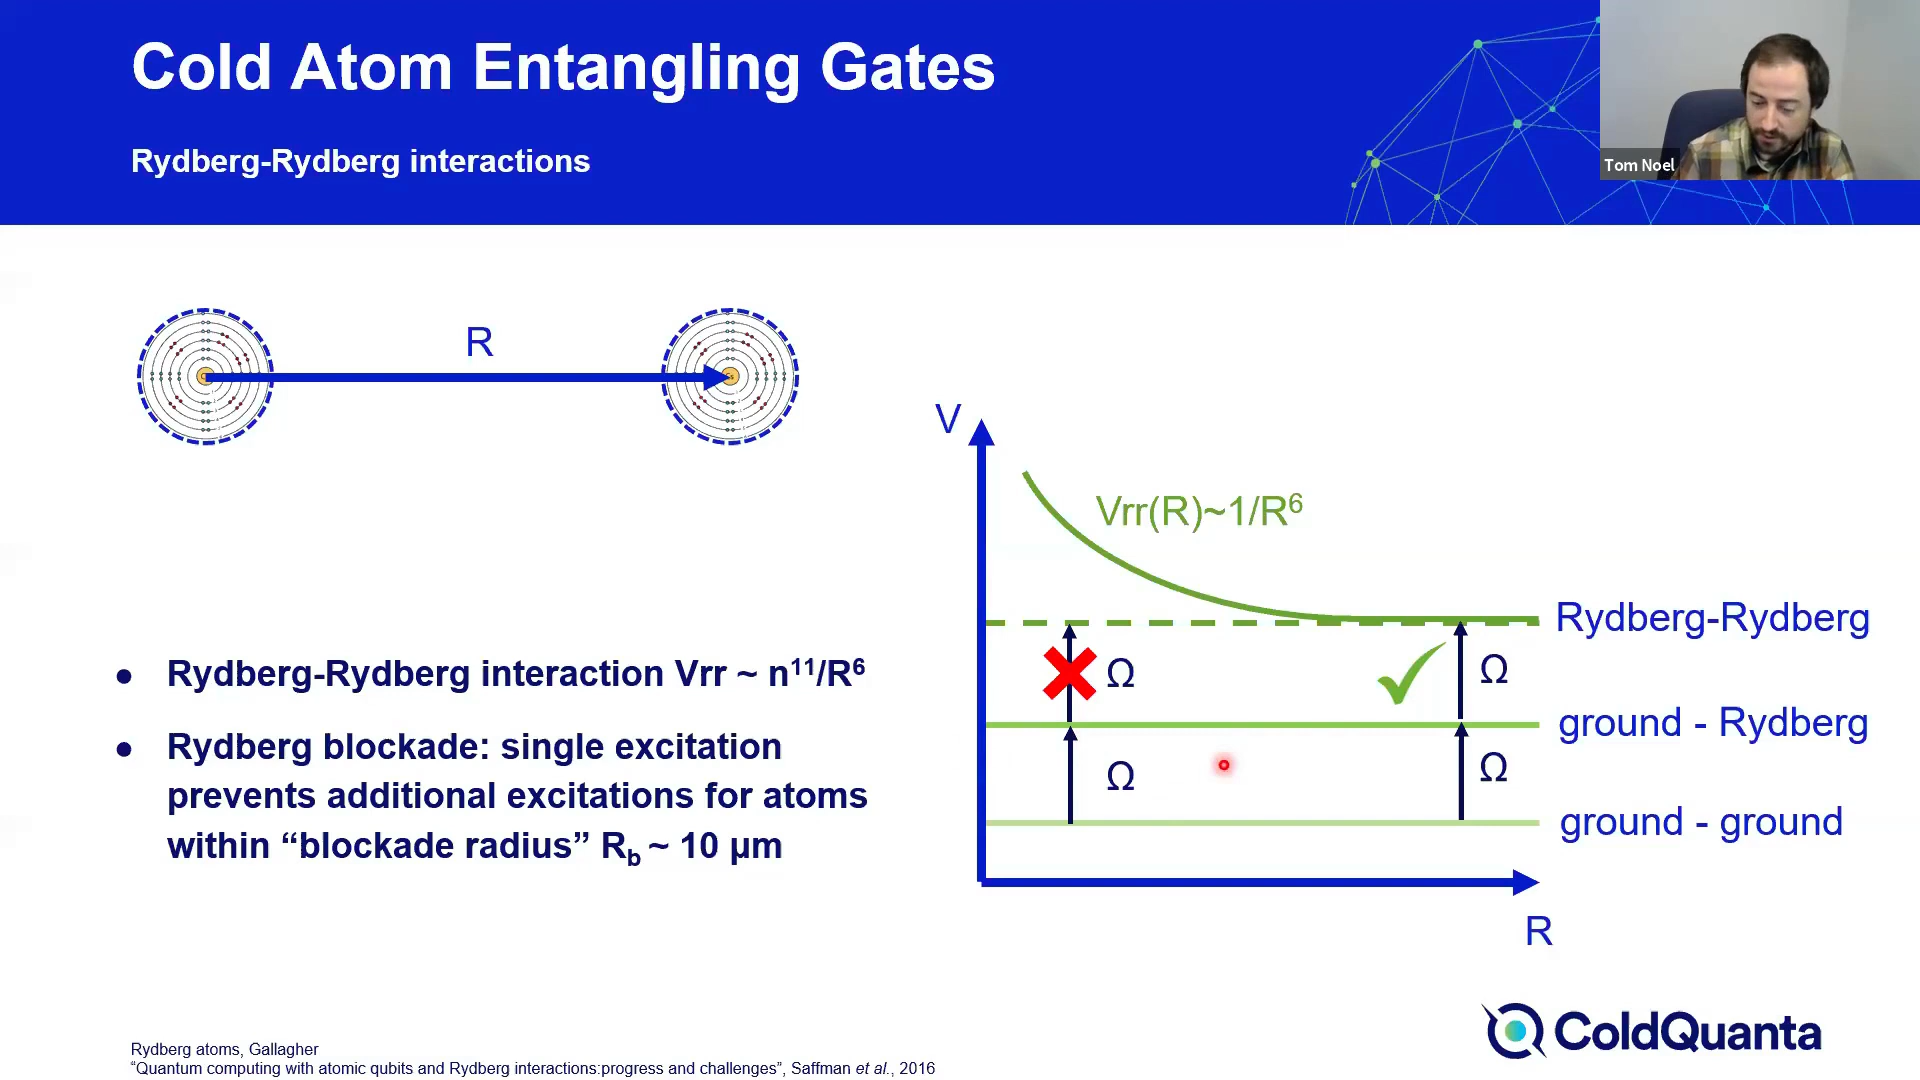 Cold Atom Entangling Gates
Rydberg-Rydberg interactions
Tom Noel
R
V
Vrr(R)~1/R⁶
Rydberg-Rydberg
Ω
Ω
ground - Rydberg
Ω
Ω
ground - ground
R
● Rydberg-Rydberg interaction Vrr ~ n¹¹/R⁶
● Rydberg blockade: single excitation
prevents additional excitations for atoms
within “blockade radius” R_b ~ 10 μm
ColdQuanta
Rydberg atoms, Gallagher
“Quantum computing with atomic qubits and Rydberg interactions:progress and challenges”, Saffman et al., 2016